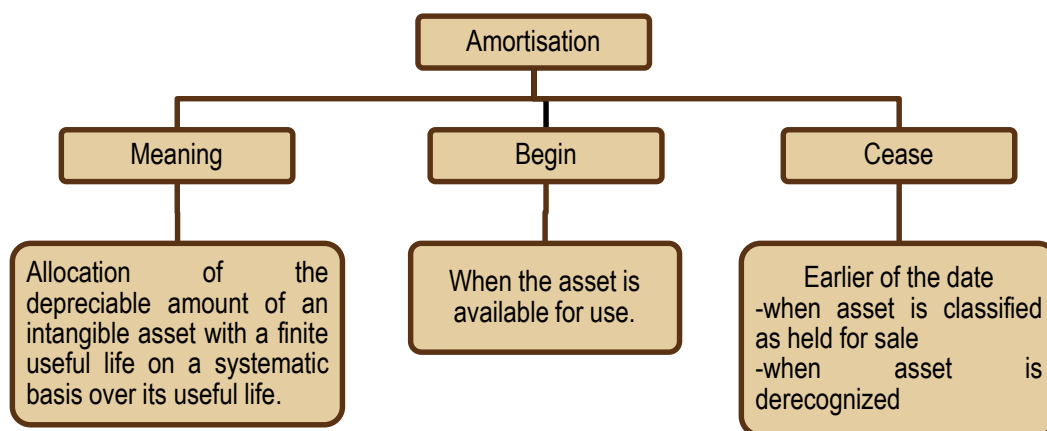 Amortisation
Meaning
Begin
Cease
Allocation of the
depreciable amount of an
intangible asset with a finite
useful life on a systematic
basis over its useful life.
When the asset is
available for use.
Earlier of the date
-when asset is classified
as held for sale
-when asset is
derecognized